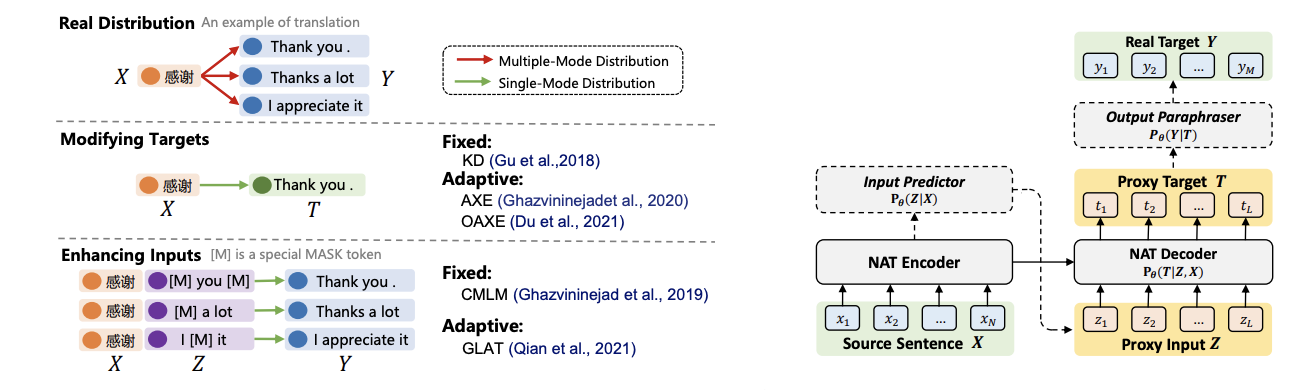 Real Distribution An example of translation
X 感谢 Thank you .
Thanks a lot Y
I appreciate it
Multiple-Mode Distribution
Single-Mode Distribution
Modifying Targets
感谢 Thank you .
X T
Fixed:
KD (Gu et al.,2018)
Adaptive:
AXE (Ghazvininejadet al., 2020)
OAXE (Du et al., 2021)
Enhancing Inputs [M] is a special MASK token
感谢 [M] you [M] Thank you .
感谢 [M] a lot Thanks a lot
感谢 I [M] it I appreciate it
X Z Y
Fixed:
CMLM (Ghazvininejad et al., 2019)
Adaptive:
GLAT (Qian et al., 2021)
Real Target Y
y1 y2 ... yM
Output Paraphraser
Pθ(Y|T)
Proxy Target T
t1 t2 ... tL
Input Predictor
Pθ(Z|X)
NAT Encoder
NAT Decoder
Pθ(T|Z, X)
x1 x2 ... xN
Source Sentence X
z1 z2 ... zL
Proxy Input Z